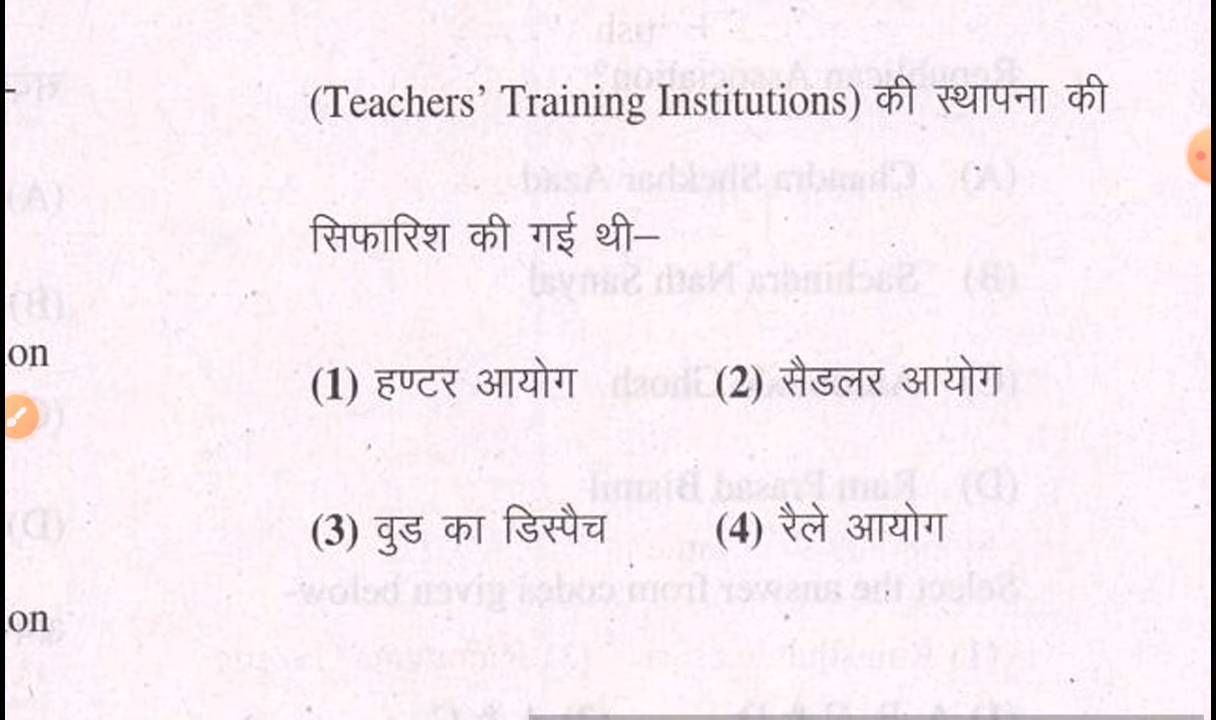 (Teachers' Training Institutions) की स्थापना की
सिफारिश की गई थी–
(1) हण्टर आयोग (2) सैडलर आयोग
on
(3) वुड का डिस्पैच (4) रैले आयोग
on